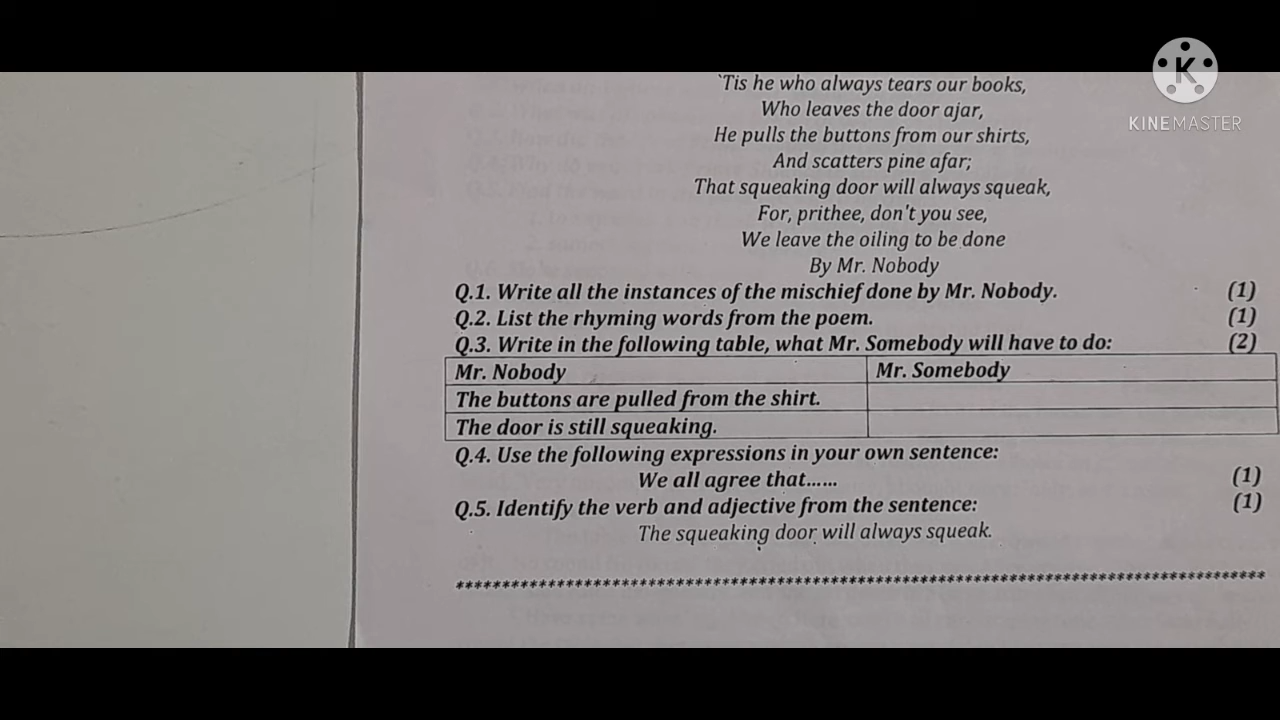 K
KINEMASTER
`Tis he who always tears our books,
Who leaves the door ajar,
He pulls the buttons from our shirts,
And scatters pine afar;
That squeaking door will always squeak,
For, prithee, don't you see,
We leave the oiling to be done
By Mr. Nobody
Q.1. Write all the instances of the mischief done by Mr. Nobody. (1)
Q.2. List the rhyming words from the poem. (1)
Q.3. Write in the following table, what Mr. Somebody will have to do: (2)
Mr. Nobody Mr. Somebody
The buttons are pulled from the shirt.
The door is still squeaking.
Q.4. Use the following expressions in your own sentence:
We all agree that...... (1)
Q.5. Identify the verb and adjective from the sentence: (1)
The squeaking door will always squeak.